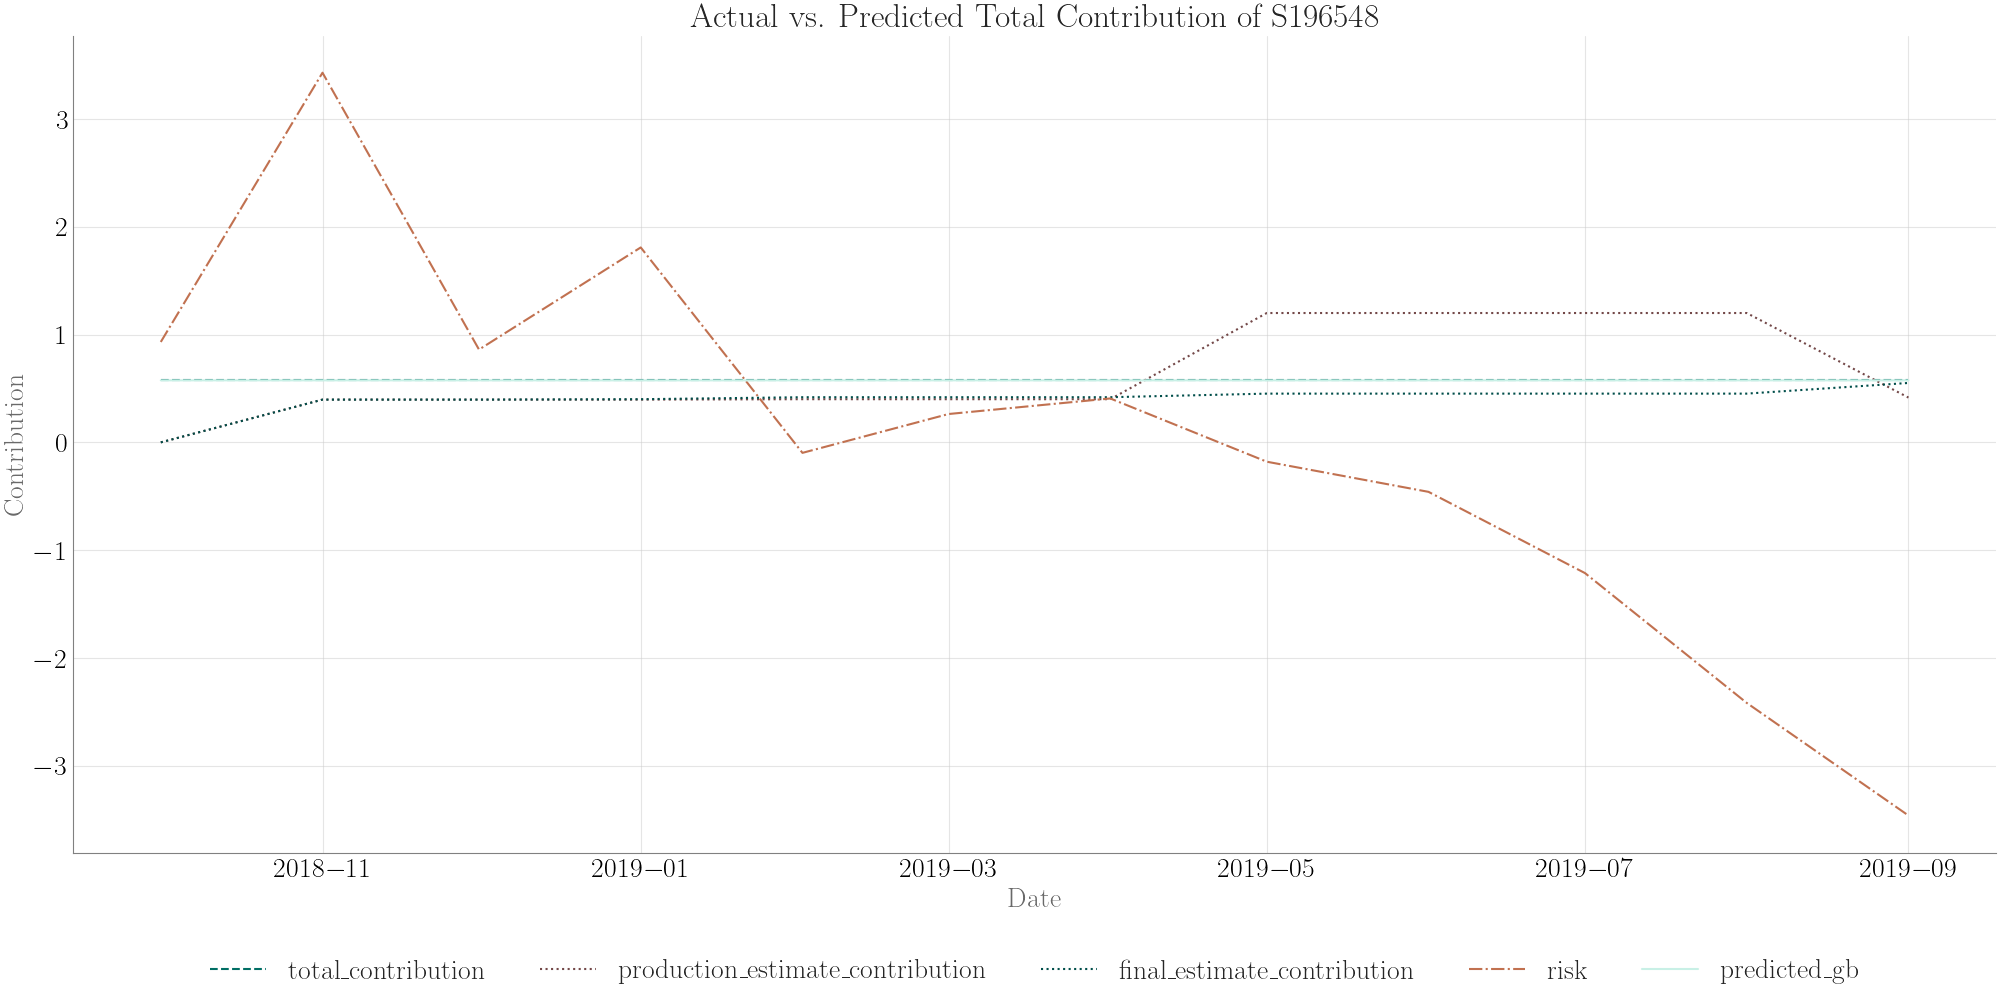 Actual vs. Predicted Total Contribution of S196548
Contribution
3
2
1
0
−1
−2
−3
2018−11 2019−01 2019−03 2019−05 2019−07 2019−09
Date
total_contribution production_estimate_contribution final_estimate_contribution risk predicted_gb